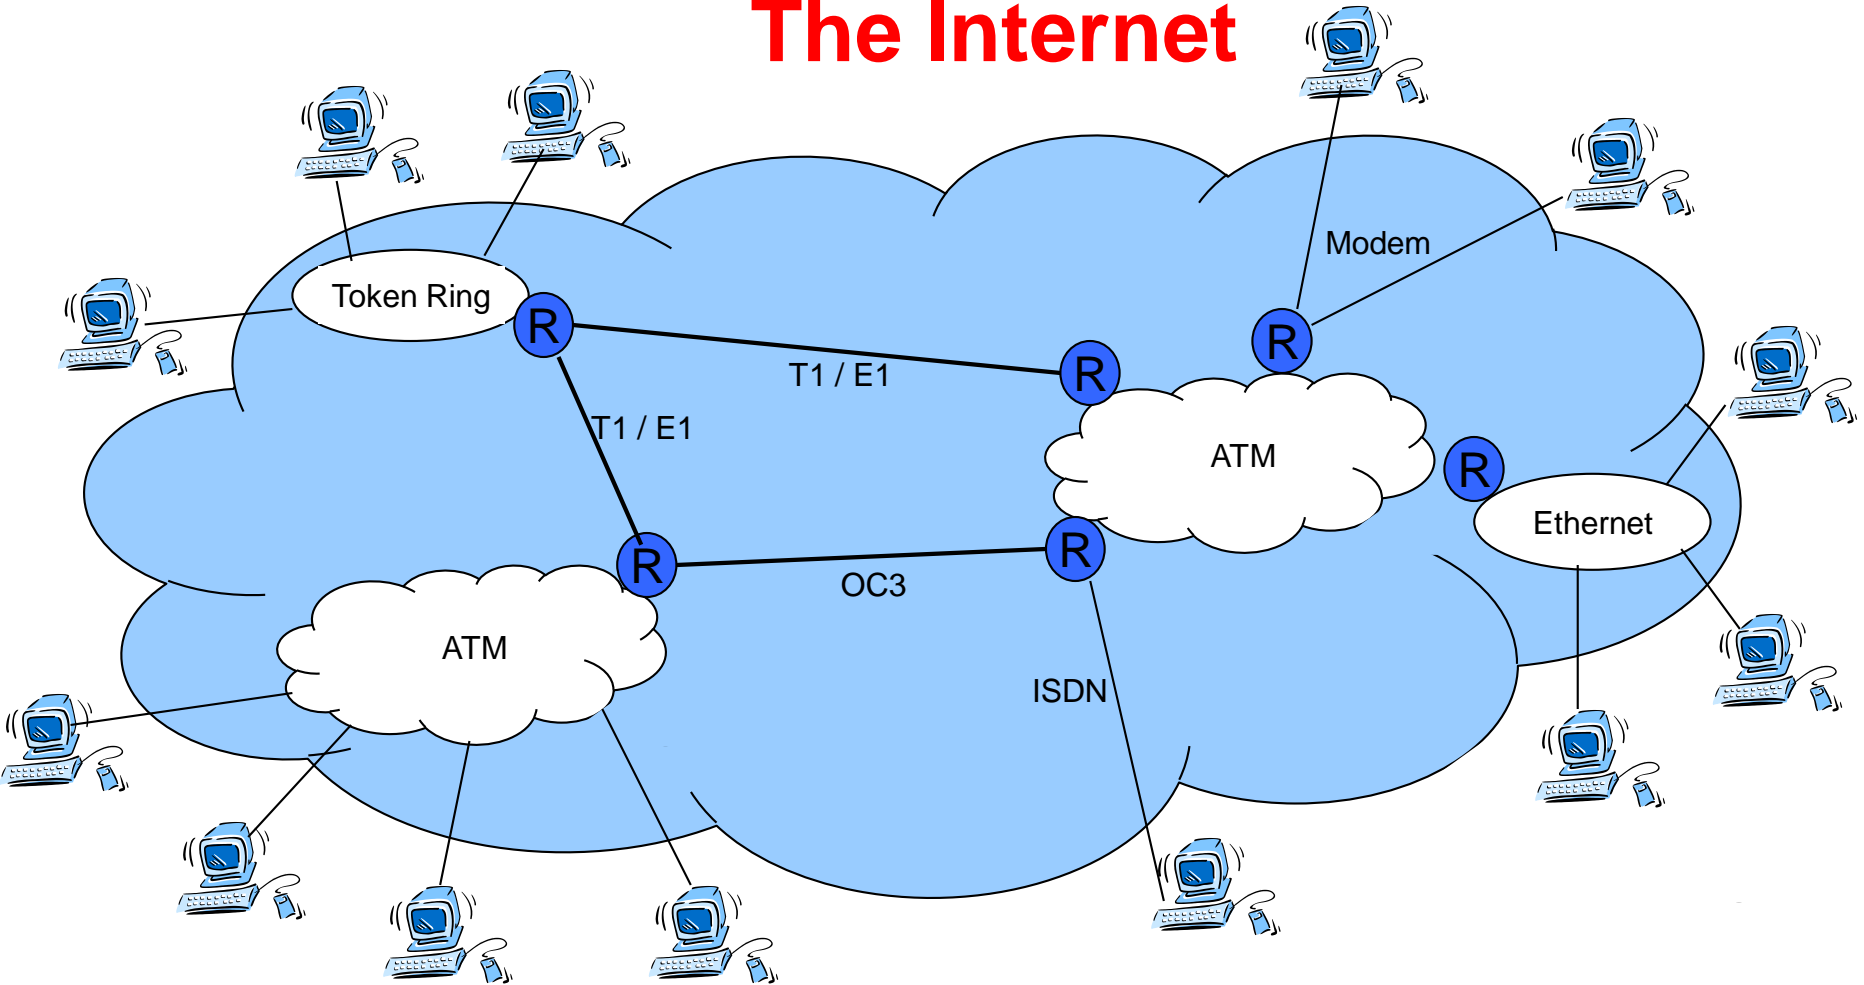 The Internet
Modem
Token Ring
R
R
R
T1 / E1
R
T1 / E1
ATM
R
Ethernet
R
R
OC3
ATM
ISDN